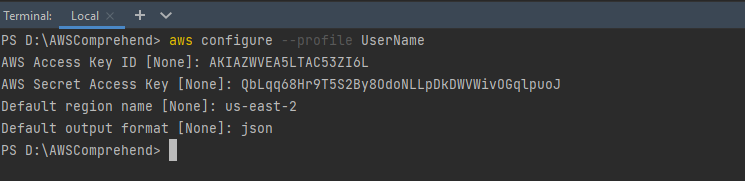 Terminal: Local × + ⌄
PS D:\AWSComprehend> aws configure --profile UserName
AWS Access Key ID [None]: AKIAZWVEA5LTAC53ZI6L
AWS Secret Access Key [None]: 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
Default region name [None]: us-east-2
Default output format [None]: json
PS D:\AWSComprehend>